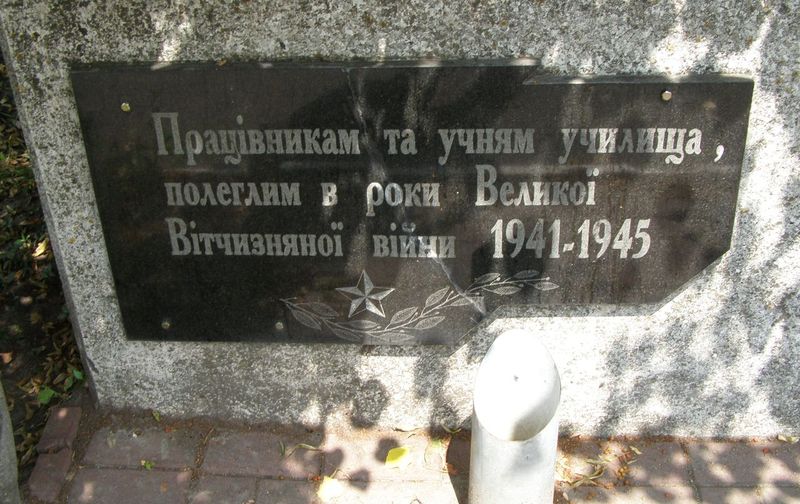 Працівникам та учням училища,
полеглим в роки Великої
Вітчизняної війни 1941-1945